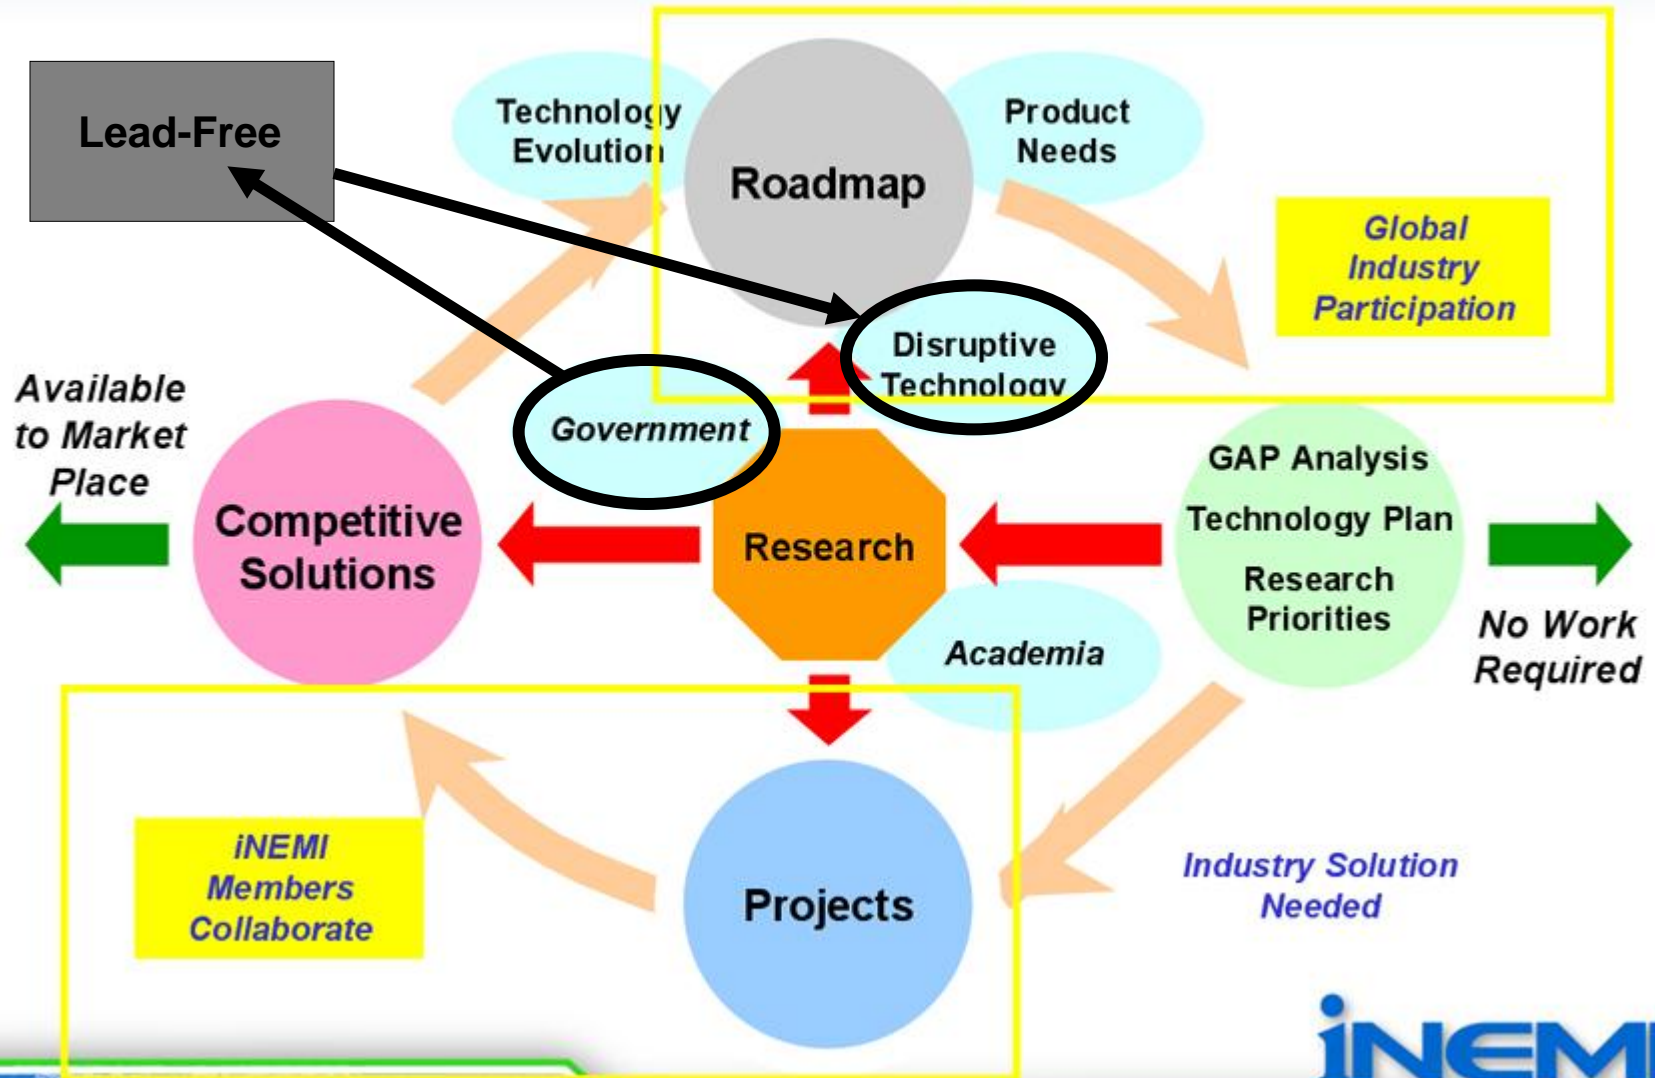 Lead-Free
Technology
Evolution
Roadmap
Product
Needs
Global
Industry
Participation
Disruptive
Technology
Government
Available
to Market
Place
Competitive
Solutions
Research
GAP Analysis
Technology Plan
Research
Priorities
No Work
Required
Academia
iNEMI
Members
Collaborate
Projects
Industry Solution
Needed
iNEMI